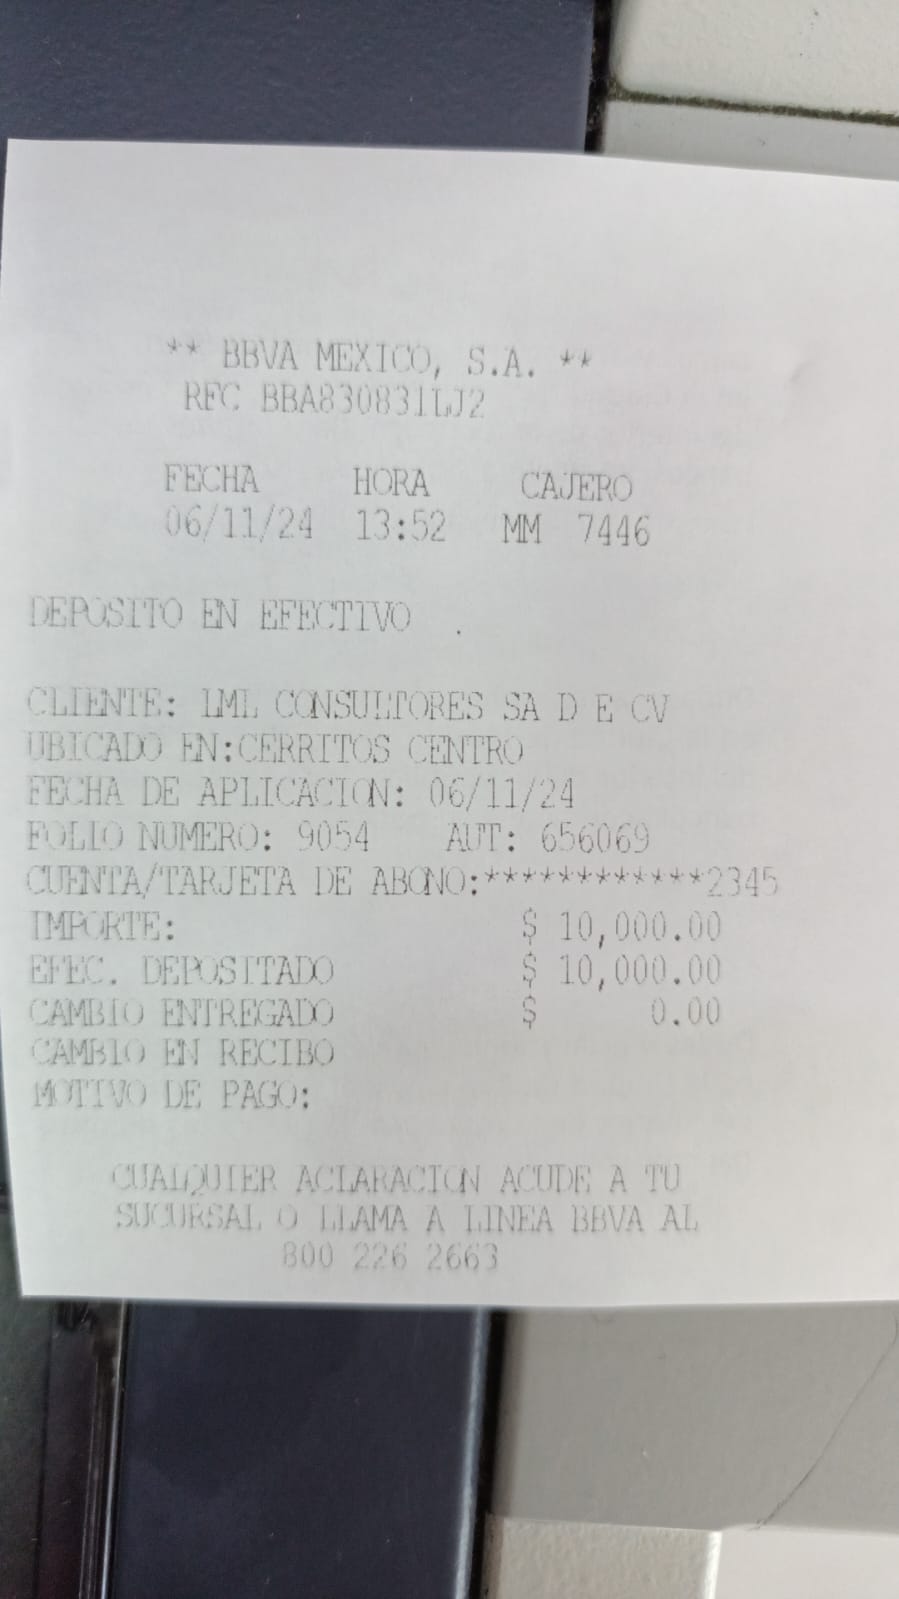 ** BBVA MEXICO, S.A. **
RFC BBA830831LJ2
FECHA HORA CAJERO
06/11/24 13:52 MM 7446
DEPOSITO EN EFECTIVO .
CLIENTE: LML CONSULTORES SA D E CV
UBICADO EN:CERRITOS CENTRO
FECHA DE APLICACION: 06/11/24
FOLIO NUMERO: 9054 AUT: 656069
CUENTA/TARJETA DE ABONO:************2345
IMPORTE: $ 10,000.00
EFEC. DEPOSITADO $ 10,000.00
CAMBIO ENTREGADO $ 0.00
CAMBIO EN RECIBO
MOTIVO DE PAGO:
CUALQUIER ACLARACION ACUDE A TU
SUCURSAL O LLAMA A LINEA BBVA AL
800 226 2663